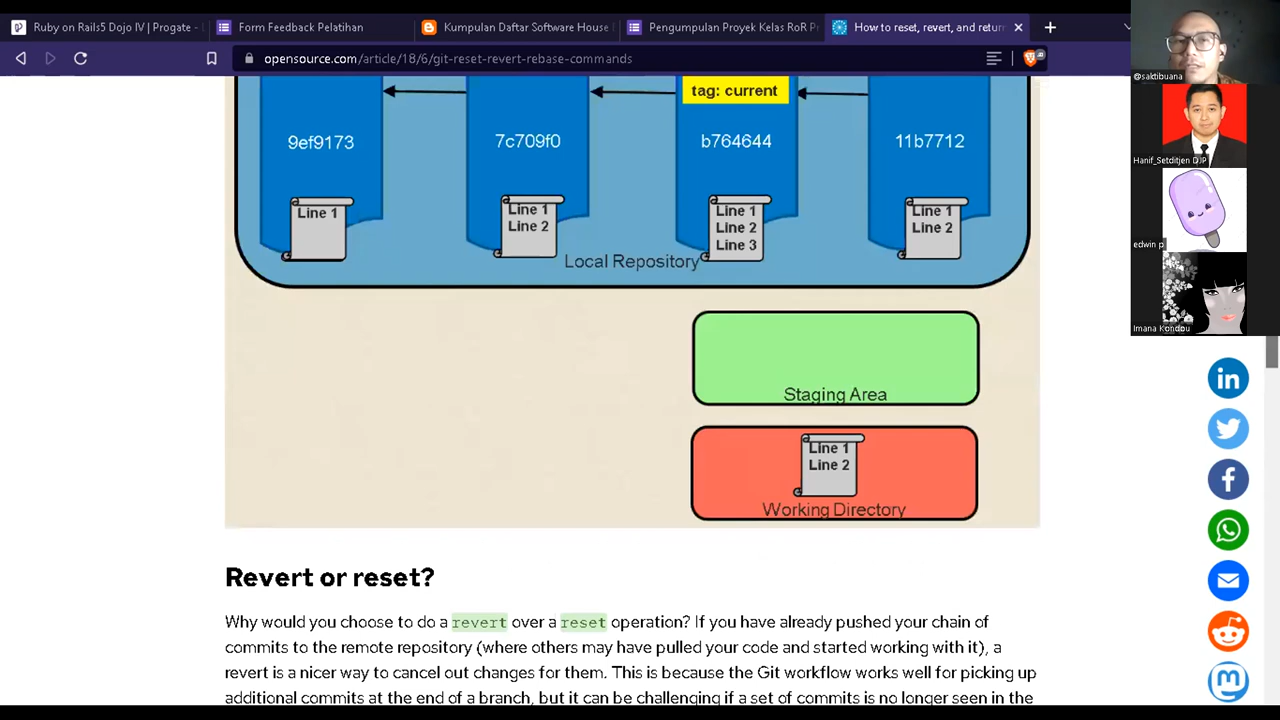 Ruby on Rails5 Dojo IV | Progate -
Form Feedback Pelatihan
Kumpulan Daftar Software House
Pengumpulan Proyek Kelas RoR P
How to reset, revert, and return
opensource.com/article/18/6/git-reset-revert-rebase-commands
@saktibuana
Hanif_Setditjen DJP
edwin p
Imana Kondou
tag: current
9ef9173
7c709f0
b764644
11b7712
Line 1
Line 1
Line 2
Line 1
Line 2
Line 3
Line 1
Line 2
Local Repository
Staging Area
Line 1
Line 2
Working Directory
Revert or reset?
Why would you choose to do a revert over a reset operation? If you have already pushed your chain of
commits to the remote repository (where others may have pulled your code and started working with it), a
revert is a nicer way to cancel out changes for them. This is because the Git workflow works well for picking up
additional commits at the end of a branch, but it can be challenging if a set of commits is no longer seen in the